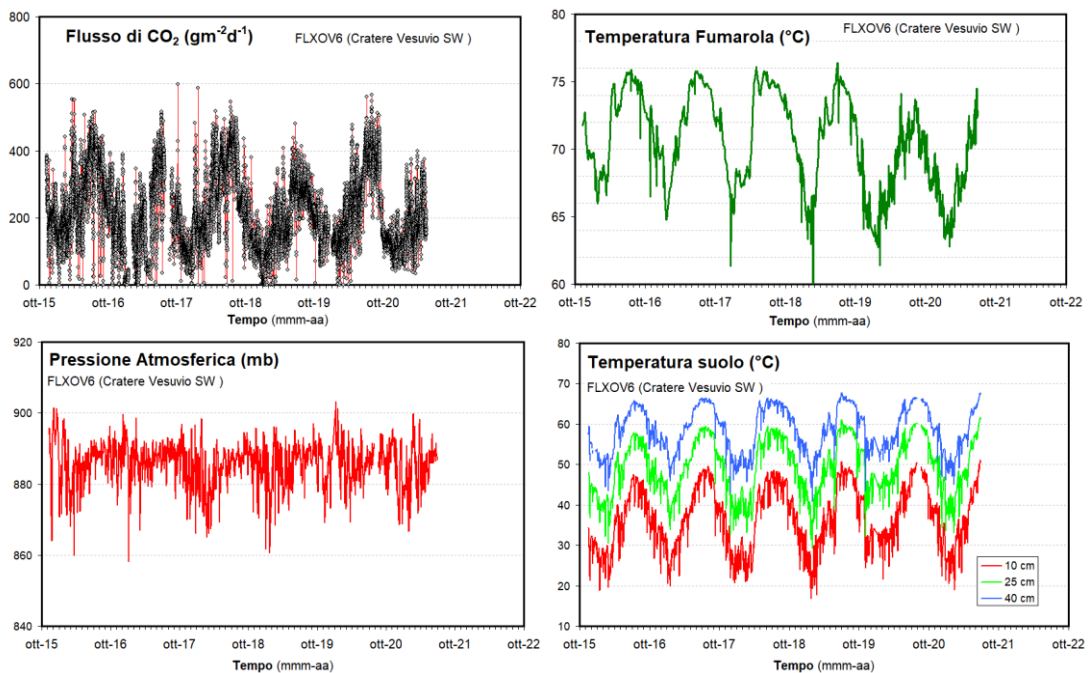 Flusso di CO₂ (gm⁻²d⁻¹)
FLXOV6 (Cratere Vesuvio SW )
800
600
400
200
0
ott-15 ott-16 ott-17 ott-18 ott-19 ott-20 ott-21 ott-22
Tempo (mmm-aa)
Temperatura Fumarola (°C)
FLXOV6 (Cratere Vesuvio SW )
80
75
70
65
60
ott-15 ott-16 ott-17 ott-18 ott-19 ott-20 ott-21 ott-22
Tempo (mmm-aa)
Pressione Atmosferica (mb)
FLXOV6 (Cratere Vesuvio SW )
920
900
880
860
840
ott-15 ott-16 ott-17 ott-18 ott-19 ott-20 ott-21 ott-22
Tempo (mmm-aa)
Temperatura suolo (°C)
FLXOV6 (Cratere Vesuvio SW )
80
70
60
50
40
30
20
10
10 cm
25 cm
40 cm
ott-15 ott-16 ott-17 ott-18 ott-19 ott-20 ott-21 ott-22
Tempo (mmm-aa)